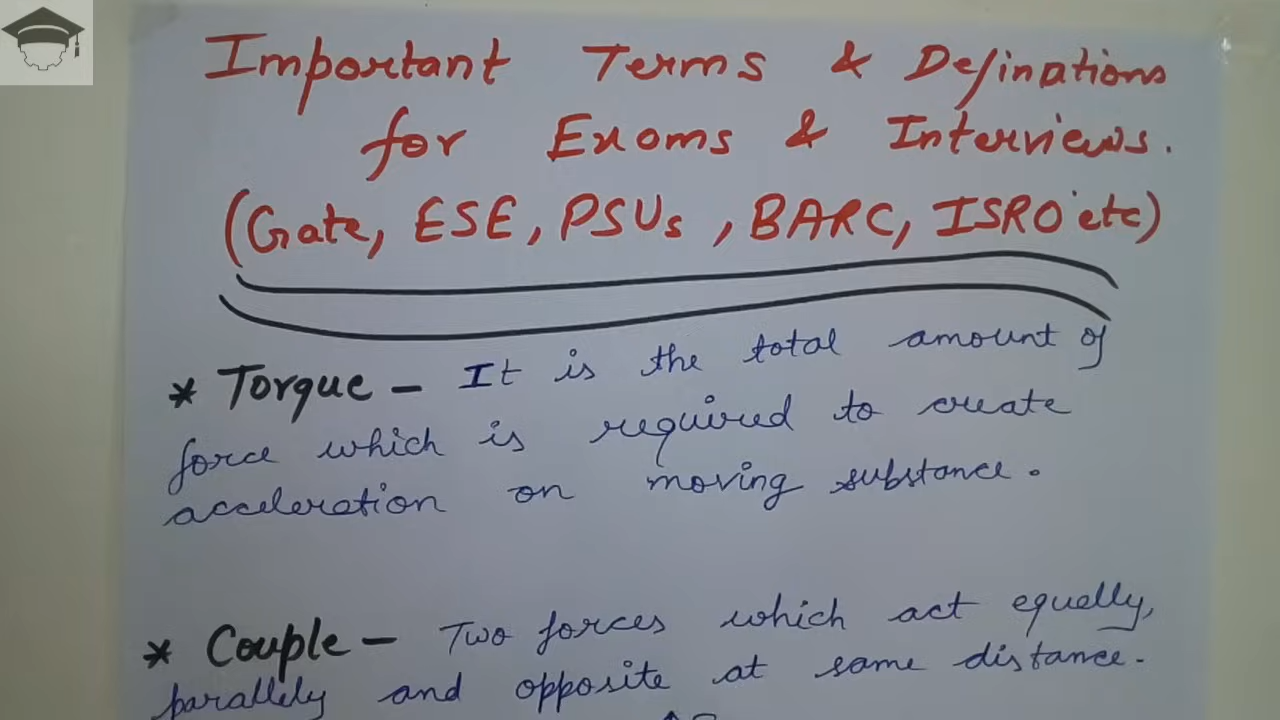 Important Terms & Definations
for Exams & Interviews.
(Gate, ESE, PSUs, BARC, ISRO etc)
* Torque - It is the total amount of
force which is required to create
acceleration on moving substance.
* Couple - Two forces which act equally,
parallely and opposite at same distance.